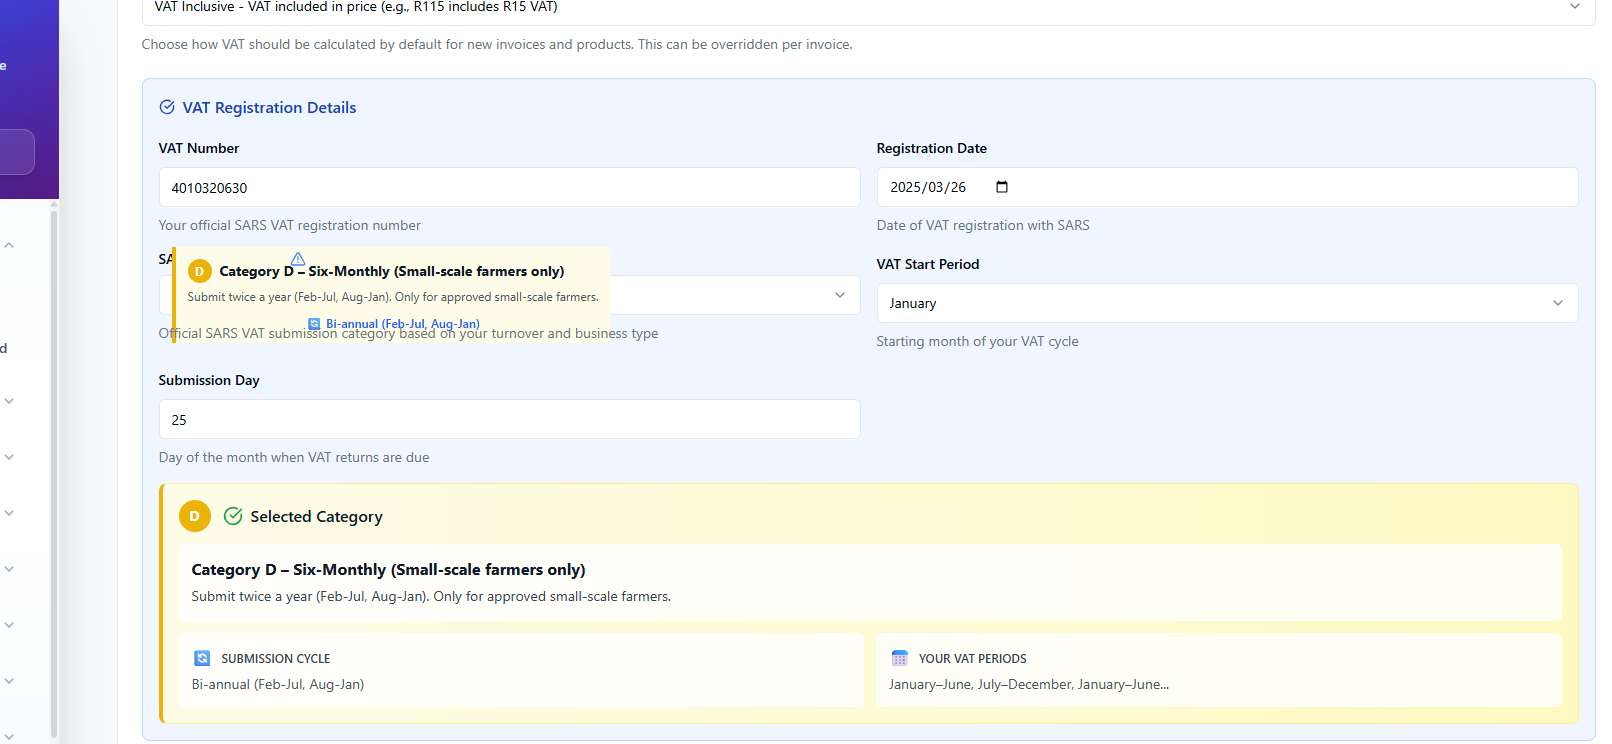 VAT Inclusive - VAT included in price (e.g., R115 includes R15 VAT)
Choose how VAT should be calculated by default for new invoices and products. This can be overridden per invoice.
e
VAT Registration Details
VAT Number
Registration Date
4010320630
2025/03/26
Your official SARS VAT registration number
Date of VAT registration with SARS
SA
VAT Start Period
D
Category D – Six-Monthly (Small-scale farmers only)
Submit twice a year (Feb-Jul, Aug-Jan). Only for approved small-scale farmers.
January
Bi-annual (Feb-Jul, Aug-Jan)
Official SARS VAT submission category based on your turnover and business type
Starting month of your VAT cycle
d
Submission Day
25
Day of the month when VAT returns are due
D
Selected Category
Category D – Six-Monthly (Small-scale farmers only)
Submit twice a year (Feb-Jul, Aug-Jan). Only for approved small-scale farmers.
SUBMISSION CYCLE
Bi-annual (Feb-Jul, Aug-Jan)
YOUR VAT PERIODS
January–June, July–December, January–June...